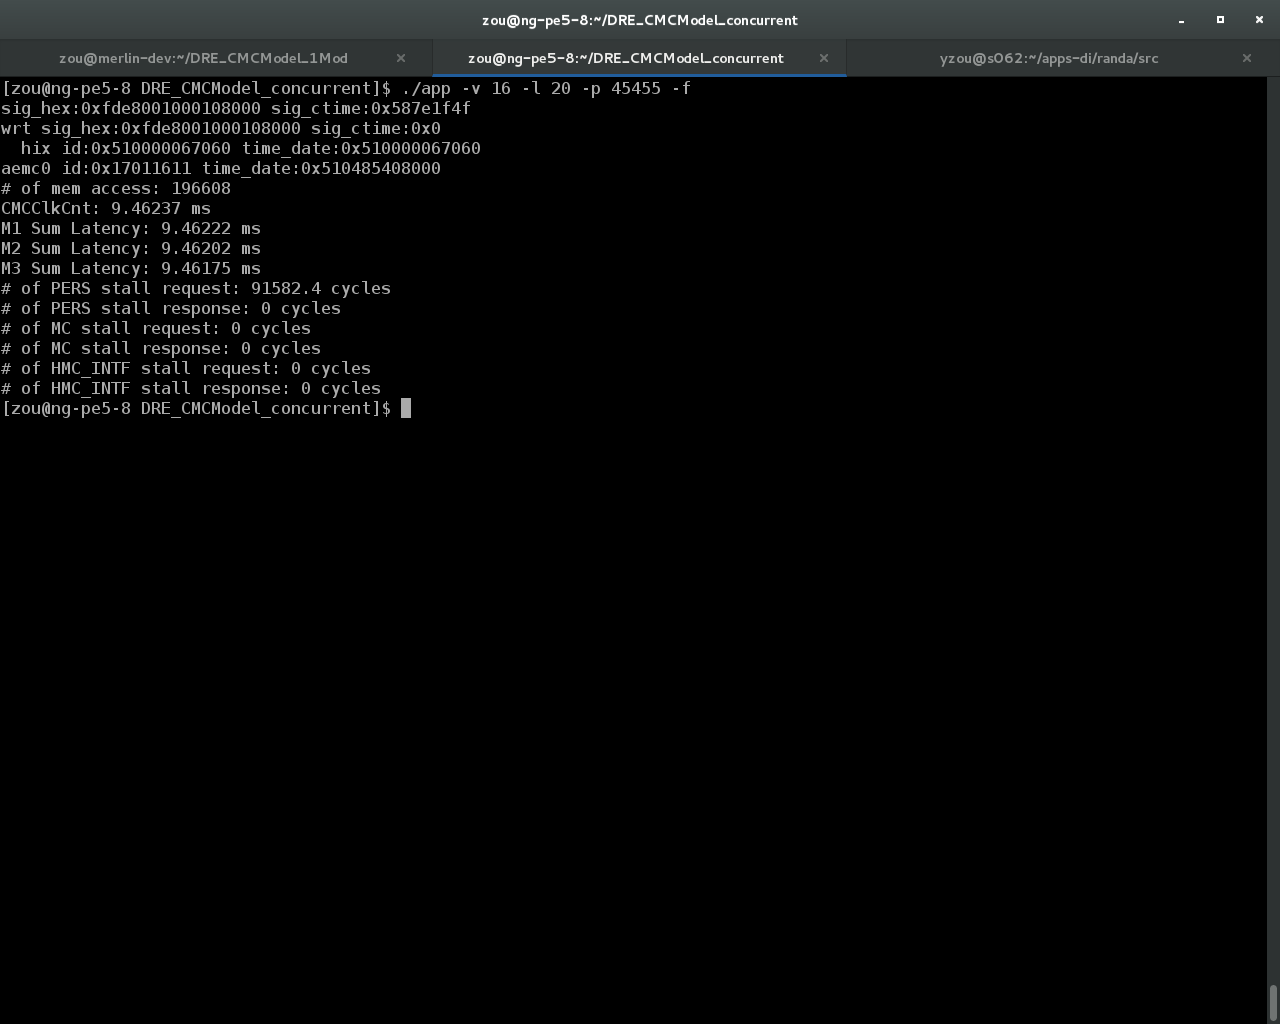 zou@ng-pe5-8:~/DRE_CMCModel_concurrent
zou@merlin-dev:~/DRE_CMCModel_1Mod
zou@ng-pe5-8:~/DRE_CMCModel_concurrent
yzou@s062:~/apps-di/randa/src
[zou@ng-pe5-8 DRE_CMCModel_concurrent]$ ./app -v 16 -l 20 -p 45455 -f
sig_hex:0xfde8001000108000 sig_ctime:0x587e1f4f
wrt sig_hex:0xfde8001000108000 sig_ctime:0x0
  hix id:0x510000067060 time_date:0x510000067060
aemc0 id:0x17011611 time_date:0x510485408000
# of mem access: 196608
CMCClkCnt: 9.46237 ms
M1 Sum Latency: 9.46222 ms
M2 Sum Latency: 9.46202 ms
M3 Sum Latency: 9.46175 ms
# of PERS stall request: 91582.4 cycles
# of PERS stall response: 0 cycles
# of MC stall request: 0 cycles
# of MC stall response: 0 cycles
# of HMC_INTF stall request: 0 cycles
# of HMC_INTF stall response: 0 cycles
[zou@ng-pe5-8 DRE_CMCModel_concurrent]$